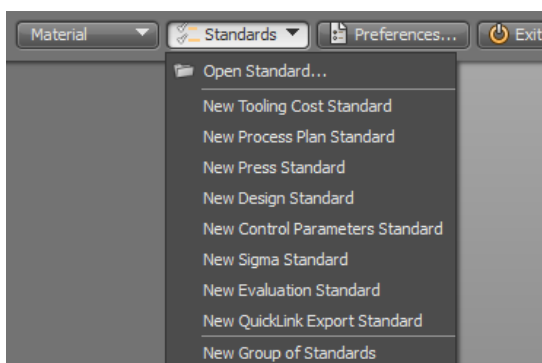 Material
Standards
Preferences...
Exit
Open Standard...
New Tooling Cost Standard
New Process Plan Standard
New Press Standard
New Design Standard
New Control Parameters Standard
New Sigma Standard
New Evaluation Standard
New QuickLink Export Standard
New Group of Standards